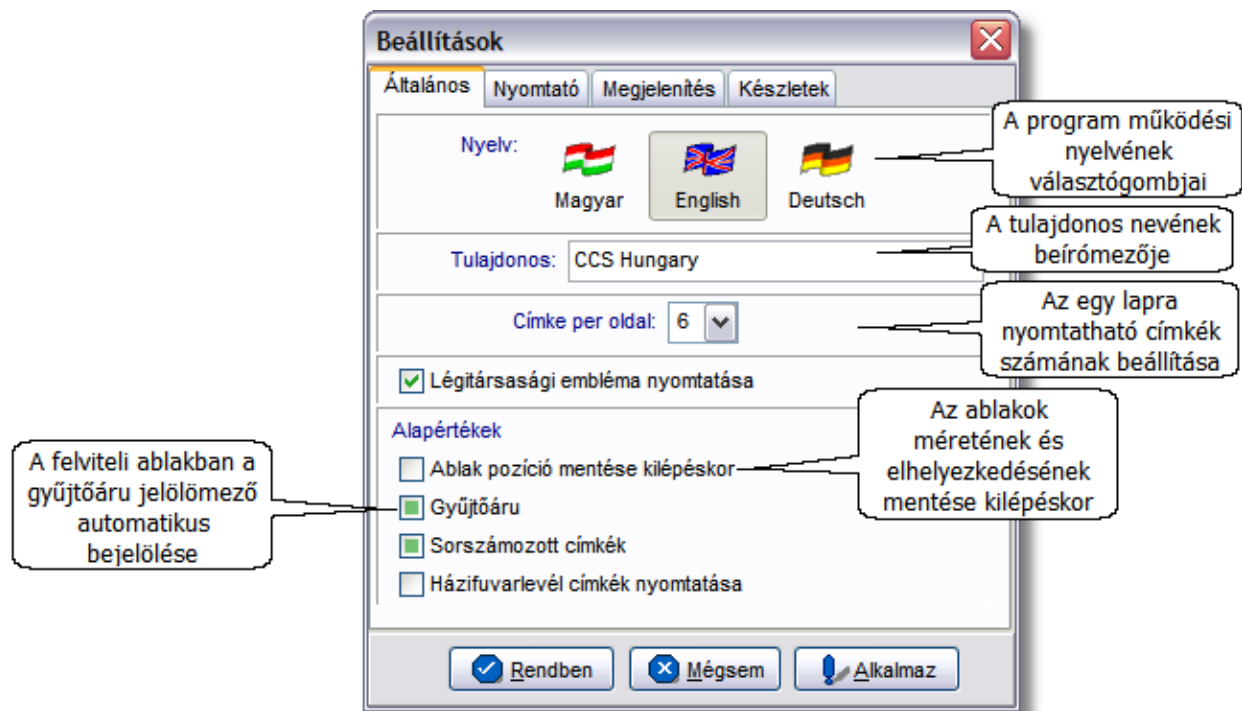 Beállítások
Általános Nyomtató Megjelenítés Készletek
Nyelv:
Magyar English Deutsch
A program működési
nyelvének
választógombjai
Tulajdonos: CCS Hungary
A tulajdonos nevének
beírómezője
Címke per oldal: 6
Az egy lapra
nyomtatható címkék
számának beállítása
Légitársasági embléma nyomtatása
Alapértékek
Ablak pozíció mentése kilépéskor
Az ablakok
méretének és
elhelyezkedésének
mentése kilépéskor
A felviteli ablakban a
gyűjtőáru jelölömező
automatikus
bejelölése
Gyűjtőáru
Sorszámozott címkék
Házifuvarlevél címkék nyomtatása
Rendben Mégsem Alkalmaz